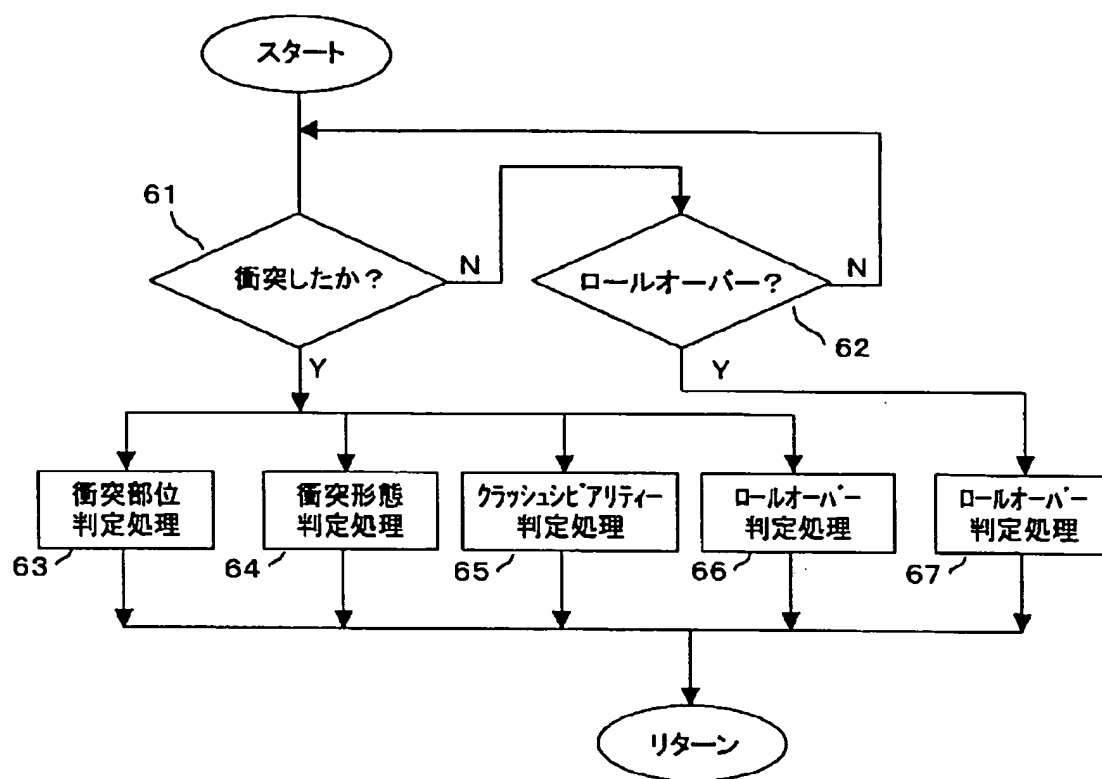 スタート
61
衝突したか?
N
ロールオーバー?
N
62
Y
Y
衝突部位
判定処理
63
衝突形態
判定処理
64
クラッシュシビアリティー
判定処理
65
ロールオーバー
判定処理
66
ロールオーバー
判定処理
67
リターン